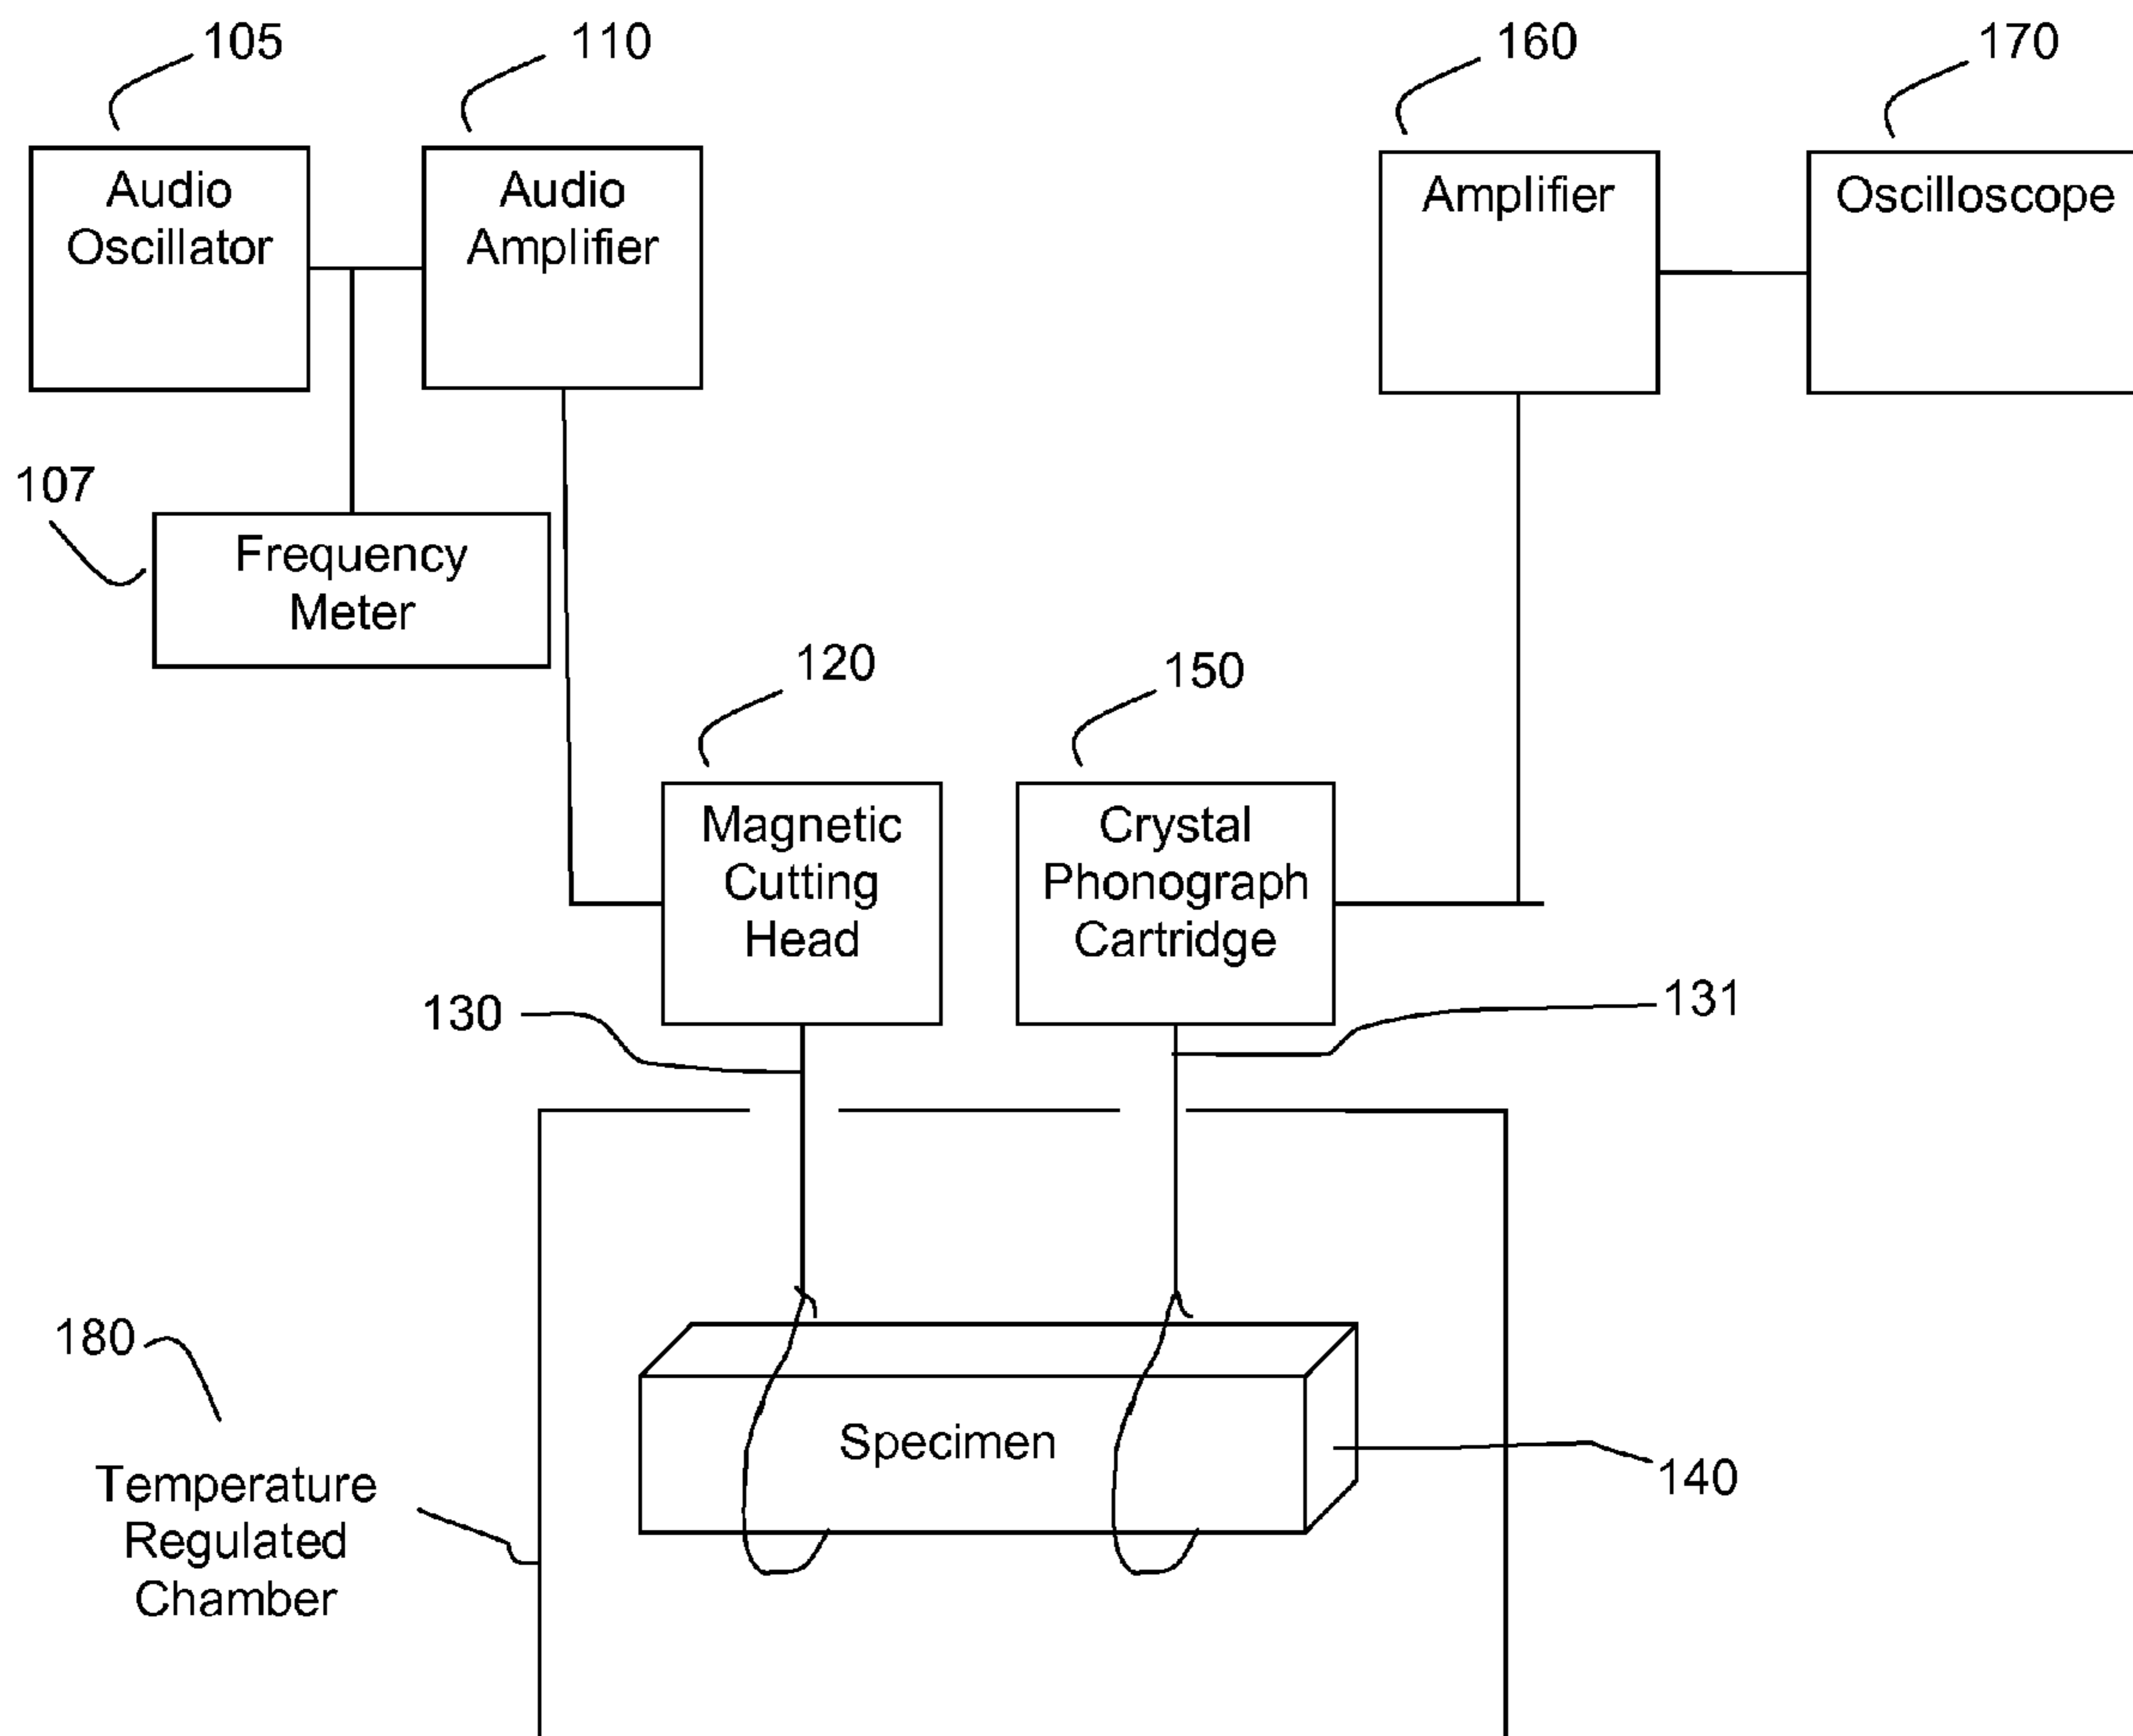 105
110
160
170
Audio
Oscillator
Audio
Amplifier
Amplifier
Oscilloscope
107
Frequency
Meter
120
150
Magnetic
Cutting
Head
Crystal
Phonograph
Cartridge
130
131
180
Temperature
Regulated
Chamber
Specimen
140